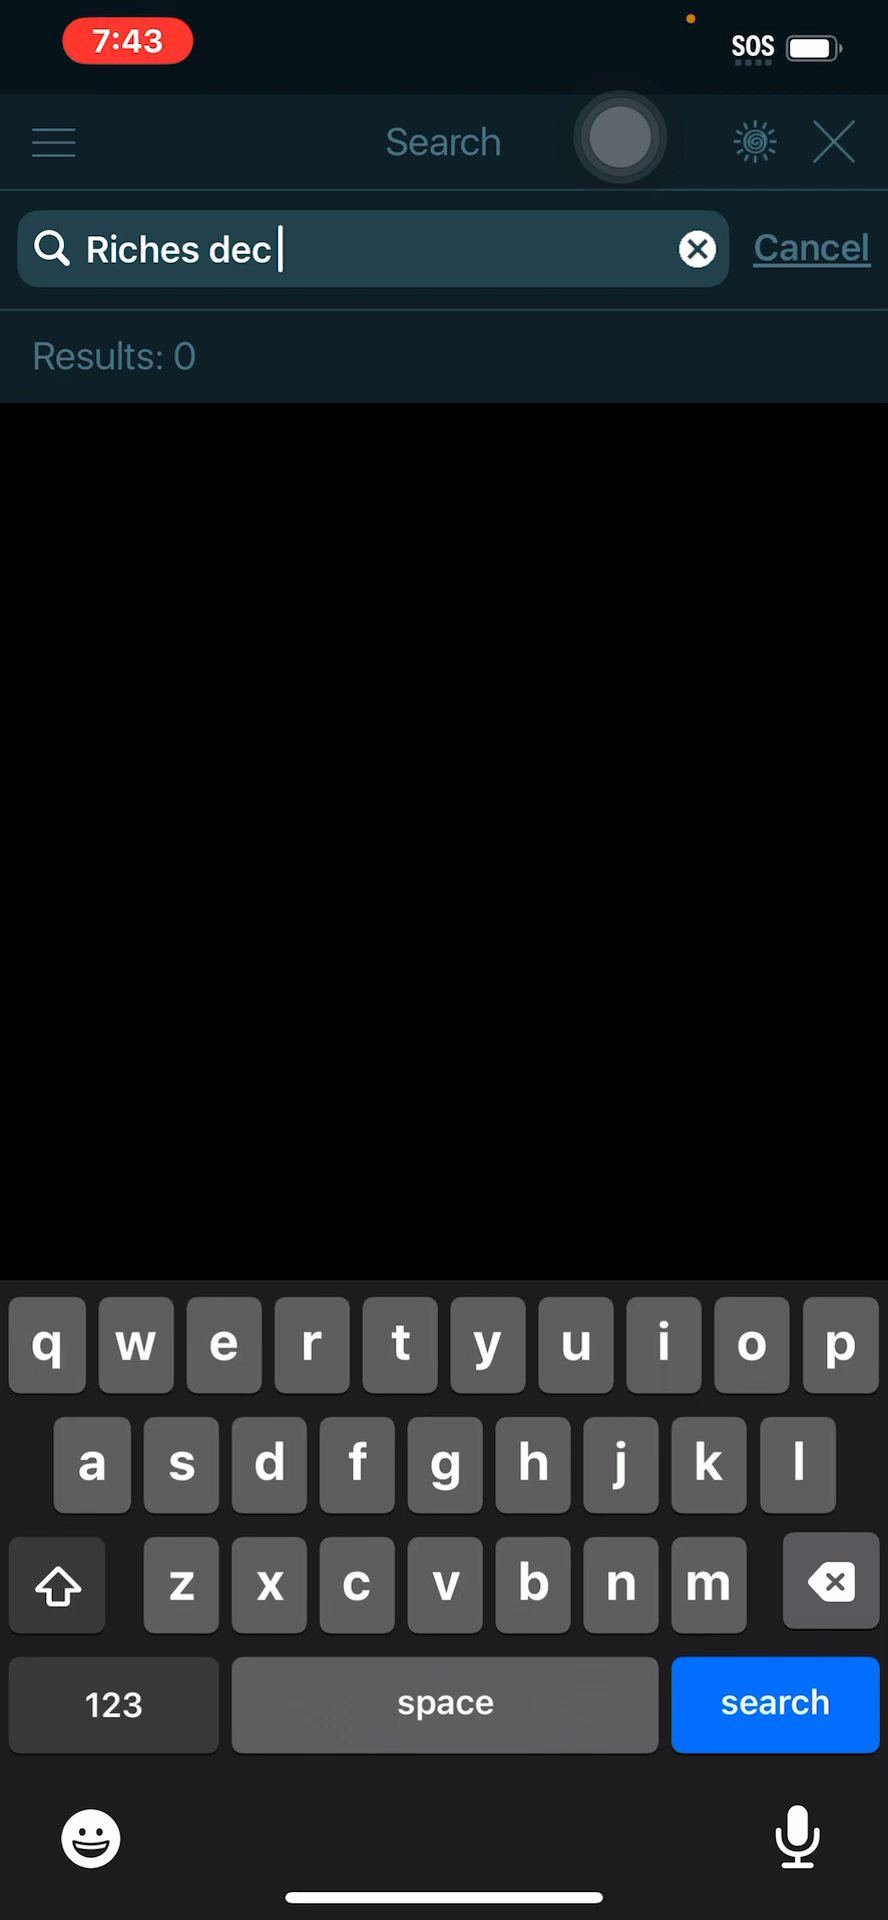 7:43
SOS
Search
Riches dec
Cancel
Results: 0
q w e r t y u i o p
a s d f g h j k l
z x c v b n m
123 space search